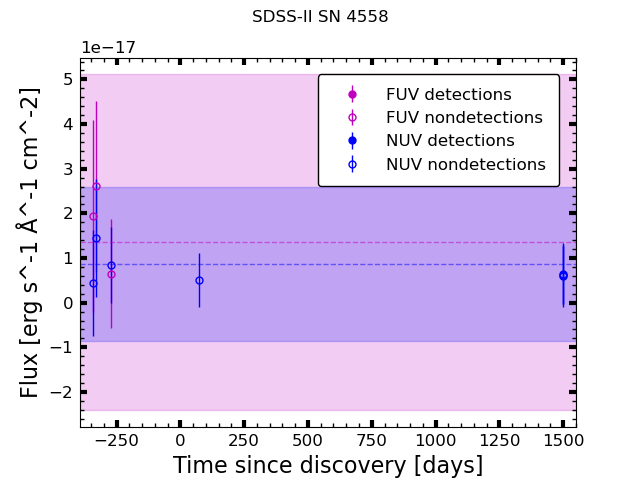 SDSS-II SN 4558
1e−17
Flux [erg s^-1 Å^-1 cm^-2]
5
4
3
2
1
0
−1
−2
FUV detections
FUV nondetections
NUV detections
NUV nondetections
−250 0 250 500 750 1000 1250 1500
Time since discovery [days]